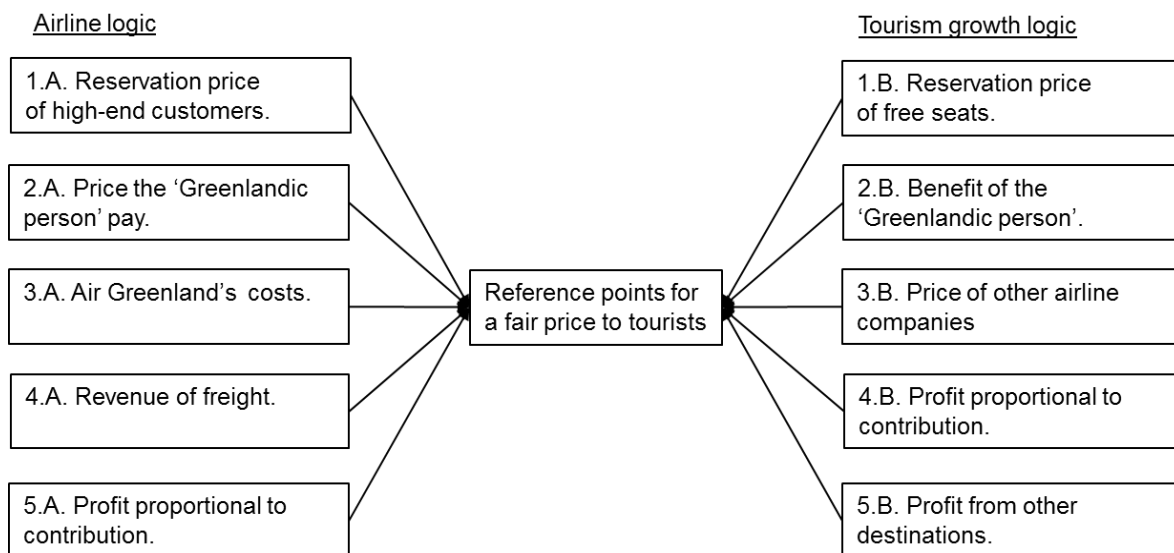 Airline logic
1.A. Reservation price
of high-end customers.
2.A. Price the ‘Greenlandic
person’ pay.
3.A. Air Greenland’s costs.
4.A. Revenue of freight.
5.A. Profit proportional to
contribution.
Reference points for
a fair price to tourists
Tourism growth logic
1.B. Reservation price
of free seats.
2.B. Benefit of the
‘Greenlandic person’.
3.B. Price of other airline
companies
4.B. Profit proportional to
contribution.
5.B. Profit from other
destinations.